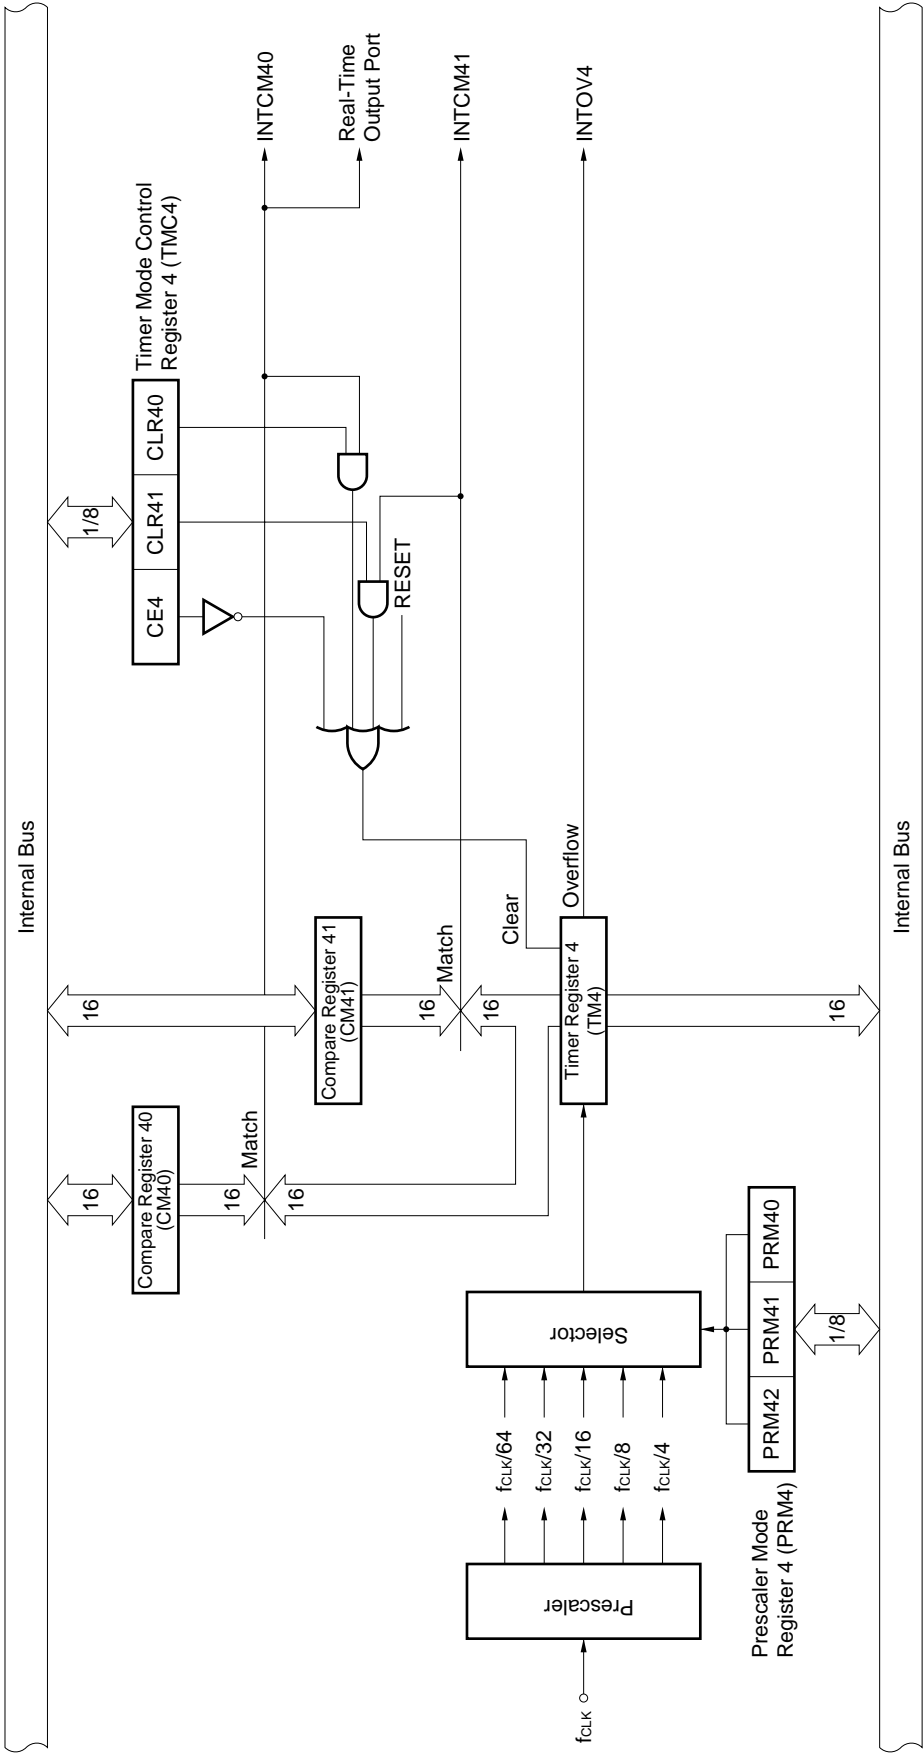 Internal Bus
16
Compare Register 40
(CM40)
16
Match
16
16
Compare Register 41
(CM41)
16
Match
16
1/8
CE4
CLR41
CLR40
Timer Mode Control
Register 4 (TMC4)
RESET
INTCM40
Real-Time
Output Port
INTCM41
INTOV4
fCLK
Prescaler
fCLK/64
fCLK/32
fCLK/16
fCLK/8
fCLK/4
Selector
Timer Register 4
(TM4)
Clear
Overflow
16
Prescaler Mode
Register 4 (PRM4)
PRM42
PRM41
PRM40
1/8
Internal Bus